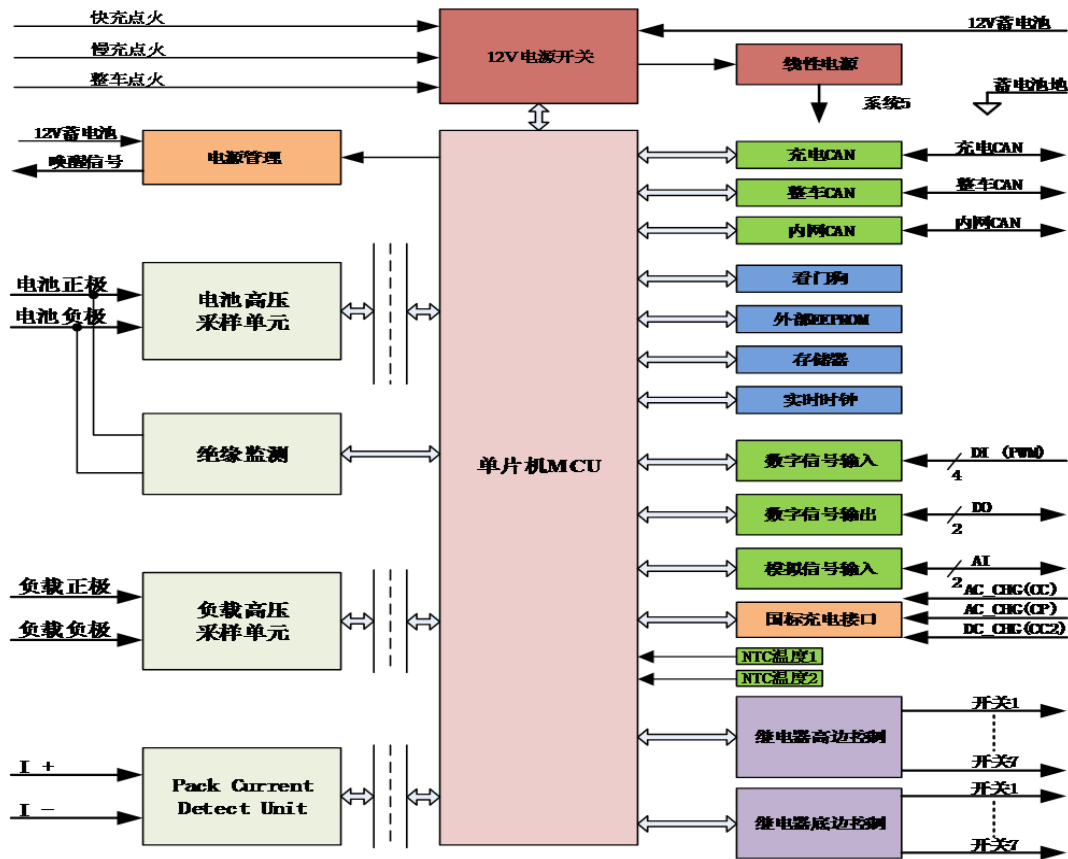 快充点火
慢充点火
整车点火
12V电源开关
12V蓄电池
线性电源
系统5
蓄电池地
12V蓄电池
唤醒信号
电源管理
充电CAN
充电CAN
整车CAN
整车CAN
内网CAN
内网CAN
电池正极
电池负极
电池高压
采样单元
看门狗
外部EEPROM
存储器
实时时钟
绝缘监测
单片机MCU
数字信号输入
DI (PWM)
4
数字信号输出
DO
2
模拟信号输入
AI
2
负载正极
负载负极
负载高压
采样单元
国标充电接口
AC_CHG(CC)
AC_CHG(CP)
DC_CHG(CC2)
NTC温度1
NTC温度2
继电器高边控制
开关1
开关7
I +
I -
Pack Current
Detect Unit
继电器底边控制
开关1
开关7